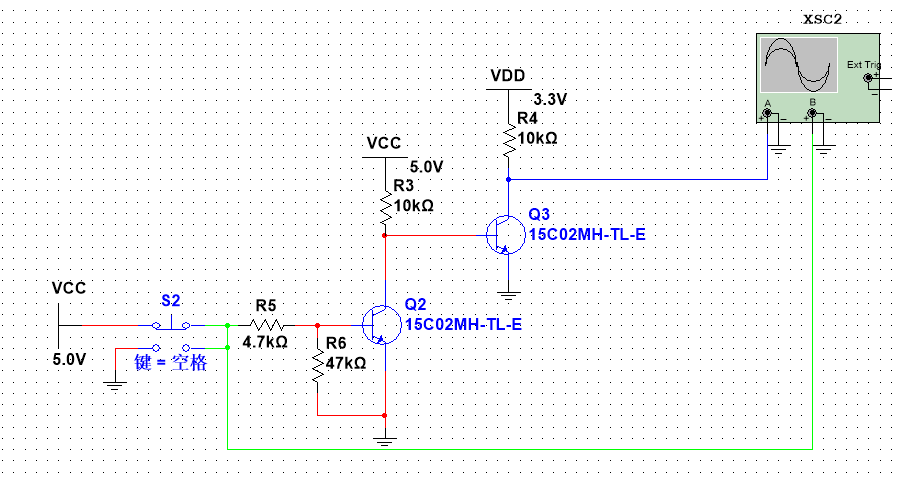 XSC2
Ext Trig
+
−
A
B
+
−
+
−
VDD
3.3V
R4
10kΩ
VCC
5.0V
R3
10kΩ
Q3
15C02MH-TL-E
VCC
5.0V
S2
键 = 空格
R5
4.7kΩ
Q2
15C02MH-TL-E
R6
47kΩ